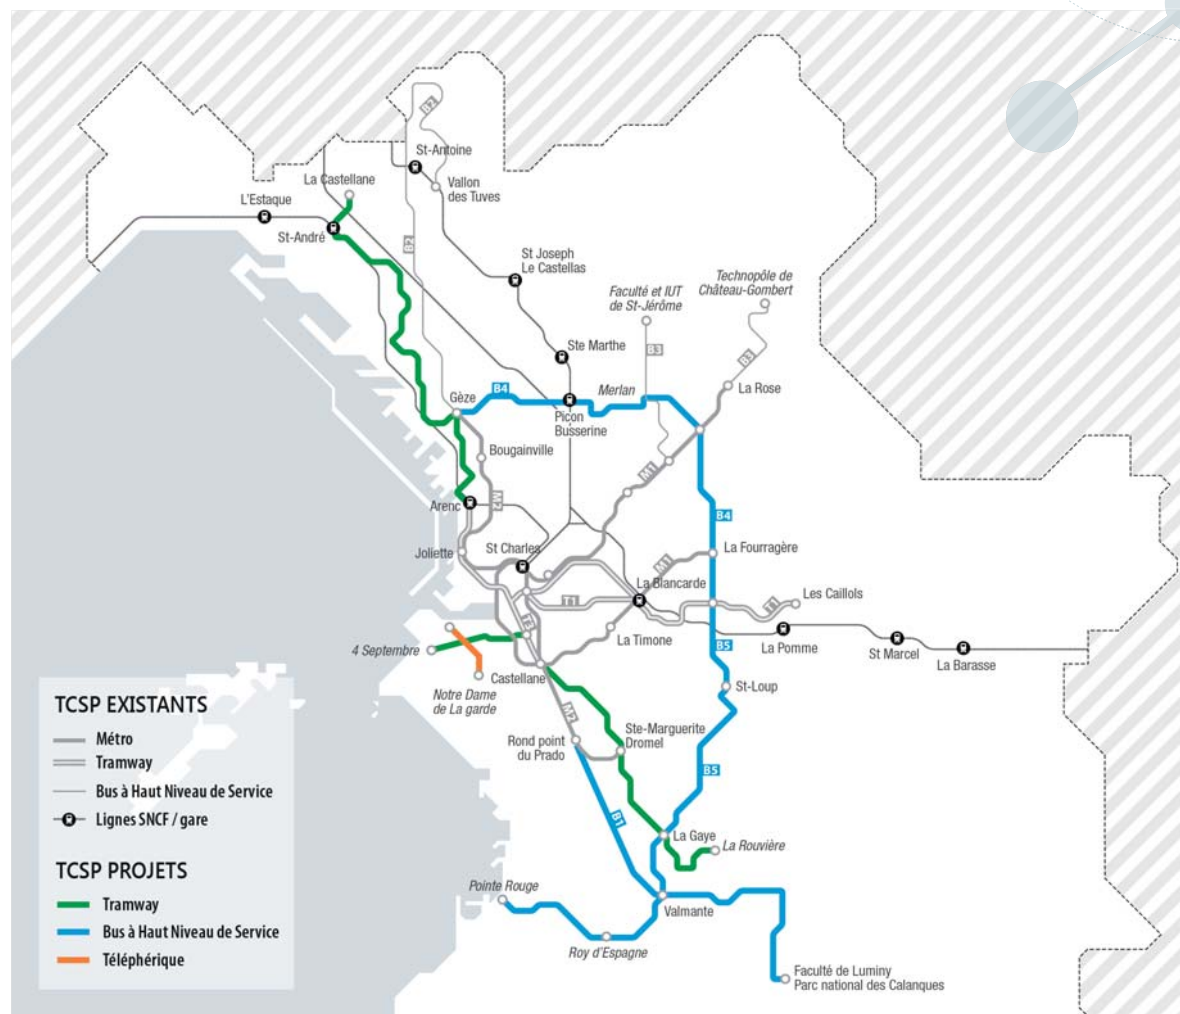 B2
St-Antoine
La Castellane
Vallon
des Tuves
L'Estaque
St-André
B2
St Joseph
Le Castellas
Technopôle de
Château-Gombert
Faculté et IUT
de St-Jérôme
Ste Marthe
B3
B3
La Rose
B4
Merlan
Gèze
Picon
Busserine
Bougainville
M1
M2
Arenc
B4
Joliette
St Charles
La Fourragère
M1
La Blancarde
Les Caillols
T1
T1
T3
La Timone
La Pomme
St Marcel
La Barasse
4 Septembre
B5
Castellane
St-Loup
Notre Dame
de La garde
M2
Ste-Marguerite
Dromel
Rond point
du Prado
B5
B1
La Gaye
La Rouvière
Pointe Rouge
Valmante
Roy d'Espagne
Faculté de Luminy
Parc national des Calanques
TCSP EXISTANTS
Métro
Tramway
Bus à Haut Niveau de Service
Lignes SNCF / gare
TCSP PROJETS
Tramway
Bus à Haut Niveau de Service
Téléphérique